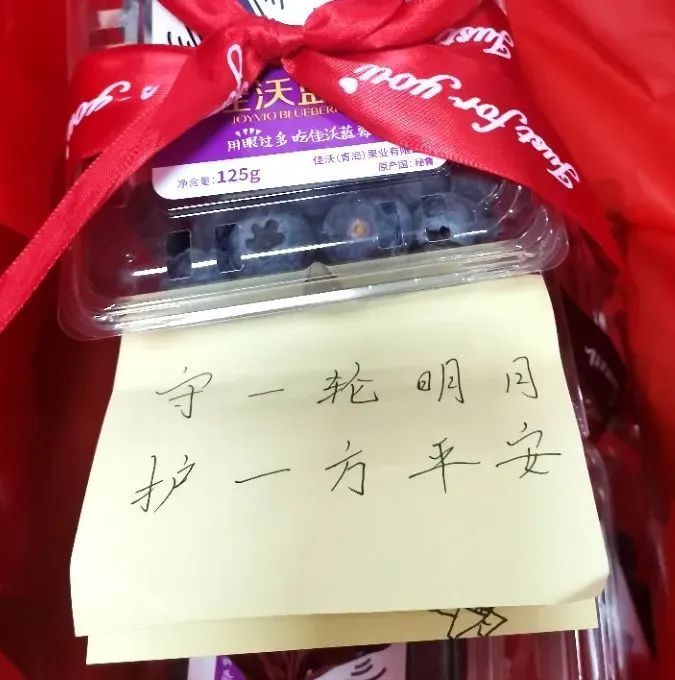 Just for you
佳沃蓝
JOYVIO BLUEBER
用眼过多 吃佳沃蓝莓
佳沃(青岛)果业有限
净含量:125g
原产国:秘鲁
守一轮明月
护一方平安